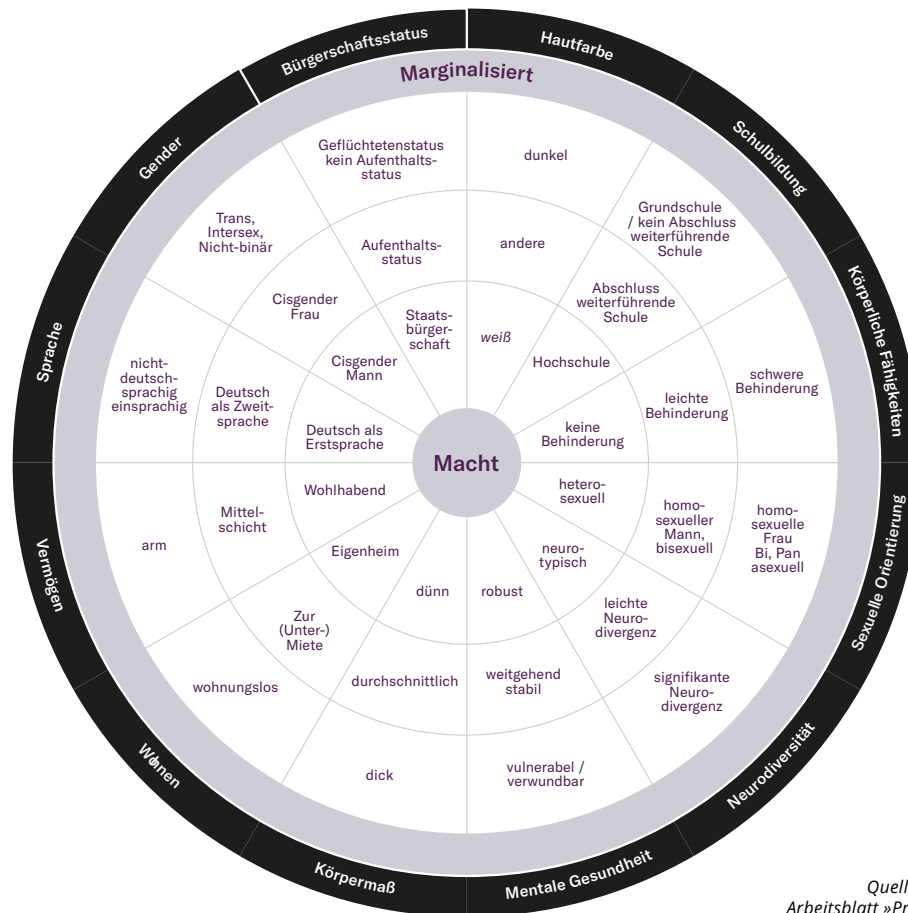 Bürgerschaftsstatus
Hautfarbe
Schulbildung
Körperliche Fähigkeiten
Sexuelle Orientierung
Neurodiversität
Mentale Gesundheit
Körpermaß
Wohnen
Vermögen
Sprache
Gender
Marginalisiert
Geflüchtetenstatus
kein Aufenthalts-
status
Aufenthalts-
status
Staats-
bürger-
schaft
dunkel
andere
weiß
Grundschule
/ kein Abschluss
weiterführende
Schule
Abschluss
weiterführende
Schule
Hochschule
schwere
Behinderung
leichte
Behinderung
keine
Behinderung
homo-
sexuelle
Frau
Bi, Pan
asexuell
homo-
sexueller
Mann,
bisexuell
hetero-
sexuell
signifikante
Neuro-
divergenz
leichte
Neuro-
divergenz
neuro-
typisch
vulnerabel /
verwundbar
weitgehend
stabil
robust
dick
durchschnittlich
dünn
wohnungslos
Zur
(Unter-)
Miete
Eigenheim
arm
Mittel-
schicht
Wohlhabend
nicht-
deutsch-
sprachig
einsprachig
Deutsch
als Zweit-
sprache
Deutsch als
Erstsprache
Trans,
Intersex,
Nicht-binär
Cisgender
Frau
Cisgender
Mann
Macht
Quell
Arbeitsblatt »Pr